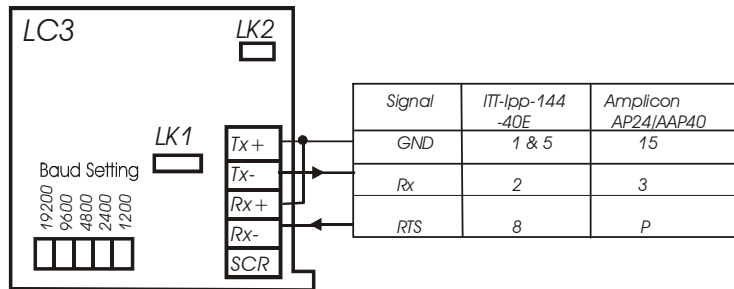 LC3
LK2
LK1
Baud Setting
19200
9600
4800
2400
1200
Tx+
Tx-
Rx+
Rx-
SCR
Signal ITT-Ipp-144 -40E Amplicon AP24/AAP40
GND 1 & 5 15
Rx 2 3
RTS 8 P